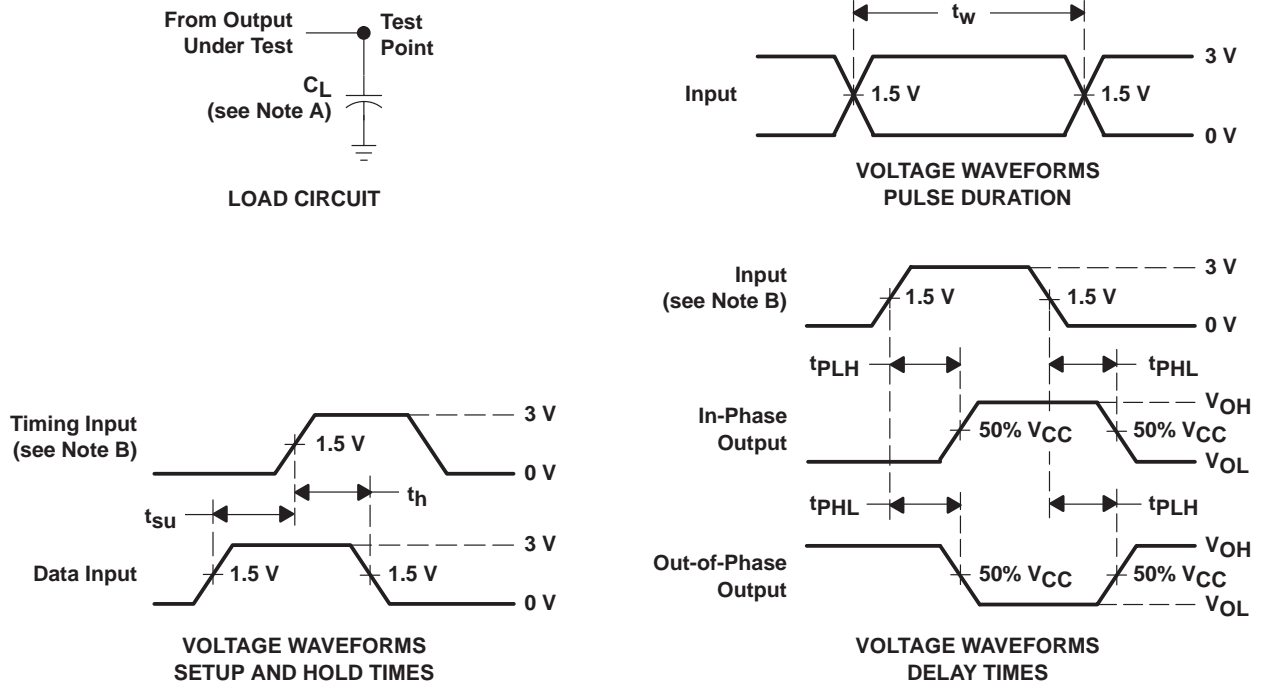 From Output
Under Test
Test
Point
CL
(see Note A)
LOAD CIRCUIT
tw
Input
3 V
1.5 V
1.5 V
0 V
VOLTAGE WAVEFORMS
PULSE DURATION
Timing Input
(see Note B)
3 V
1.5 V
0 V
th
tsu
Data Input
3 V
1.5 V
1.5 V
0 V
VOLTAGE WAVEFORMS
SETUP AND HOLD TIMES
Input
(see Note B)
3 V
1.5 V
1.5 V
0 V
tPLH
tPHL
In-Phase
Output
VOH
50% VCC
50% VCC
VOL
tPHL
tPLH
Out-of-Phase
Output
VOH
50% VCC
50% VCC
VOL
VOLTAGE WAVEFORMS
DELAY TIMES